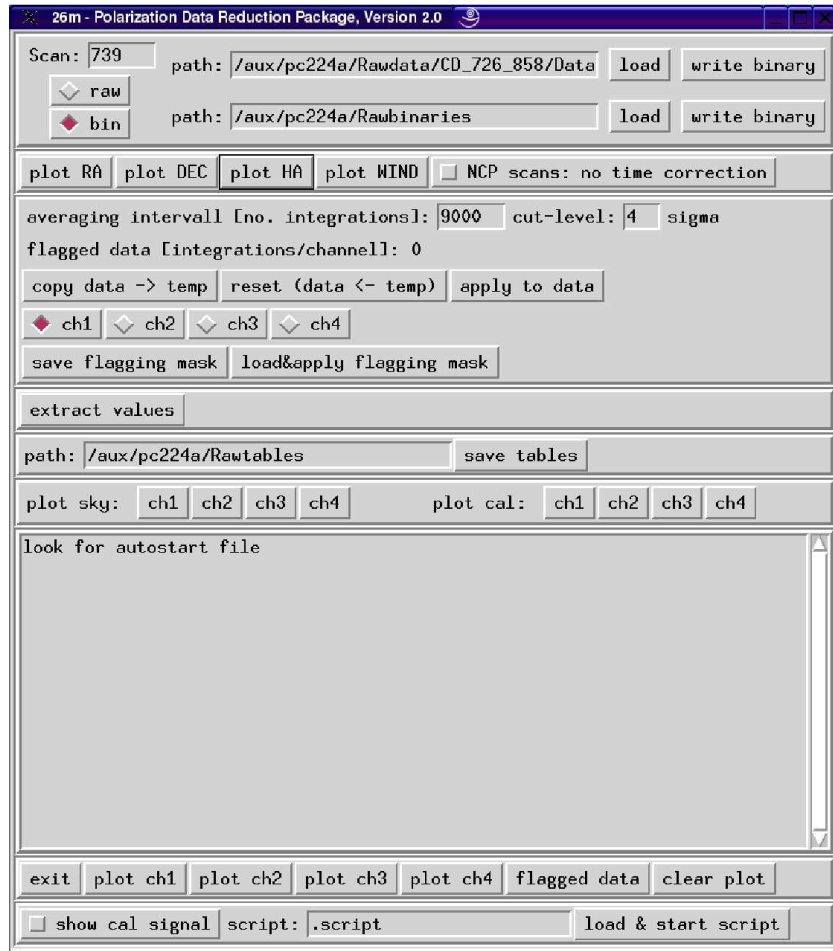 26m - Polarization Data Reduction Package, Version 2.0
Scan: 739
path: /aux/pc224a/Rawdata/CD_726_858/Data load write binary
raw
bin
path: /aux/pc224a/Rawbinaries load write binary
plot RA plot DEC plot HA plot WIND NCP scans: no time correction
averaging intervall [no. integrations]: 9000 cut-level: 4 sigma
flagged data [integrations/channel]: 0
copy data -> temp reset (data <- temp) apply to data
ch1 ch2 ch3 ch4
save flagging mask load&apply flagging mask
extract values
path: /aux/pc224a/Rawtables save tables
plot sky: ch1 ch2 ch3 ch4 plot cal: ch1 ch2 ch3 ch4
look for autostart file
exit plot ch1 plot ch2 plot ch3 plot ch4 flagged data clear plot
show cal signal script: .script load & start script